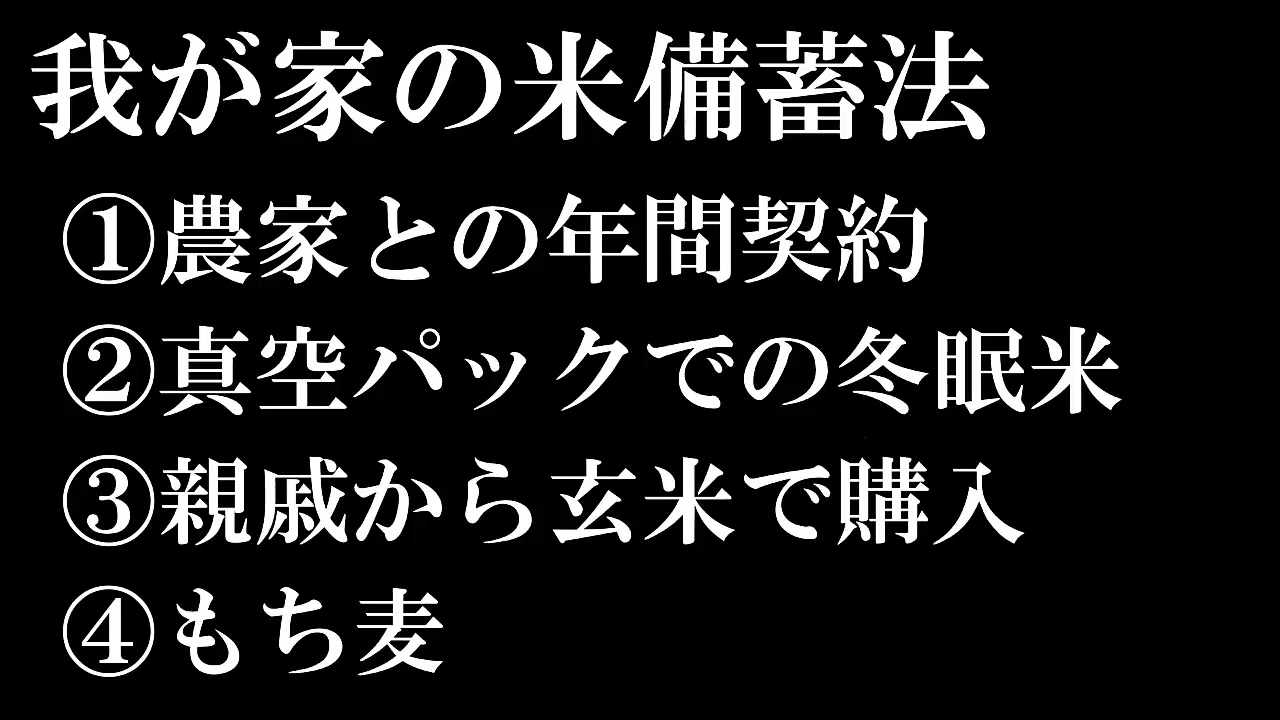 我が家の米備蓄法
①農家との年間契約
②真空パックでの冬眠米
③親戚から玄米で購入
④もち麦